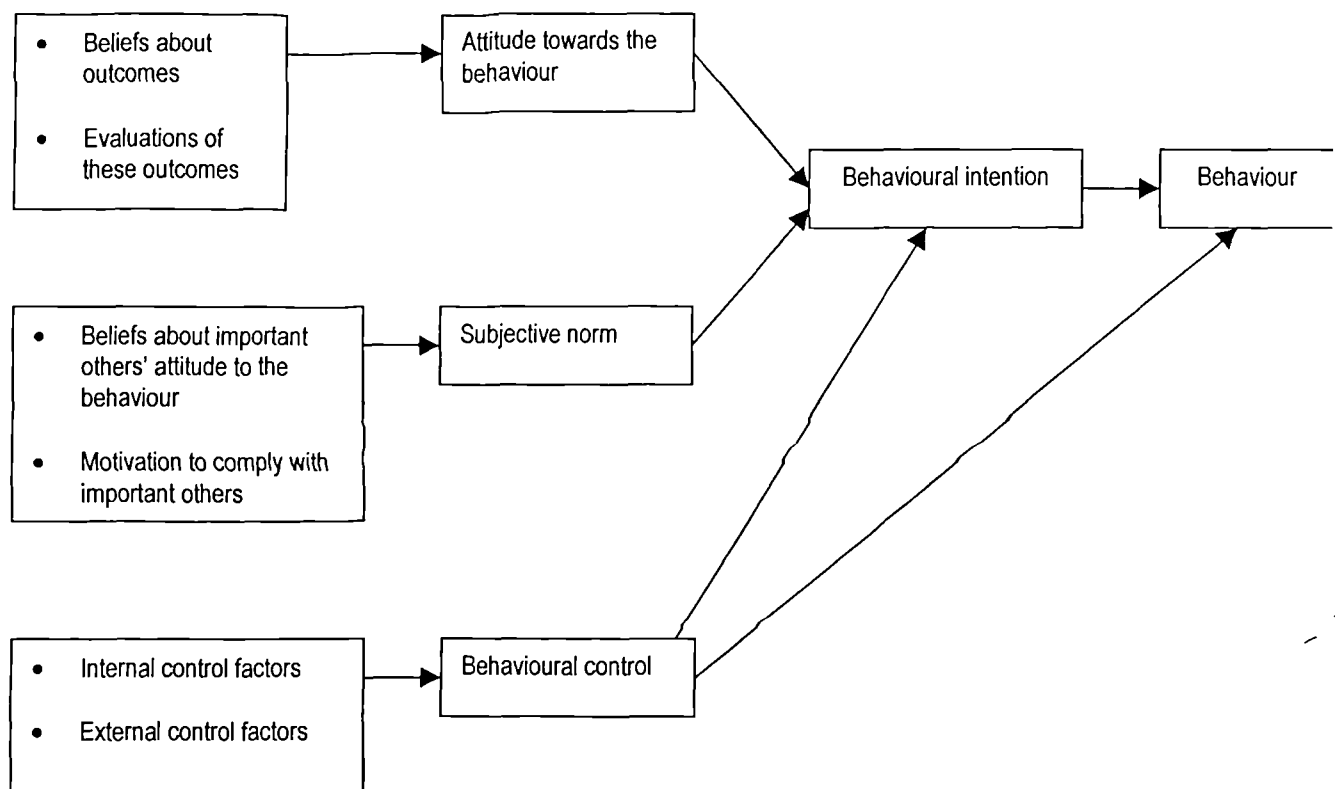 • Beliefs about
outcomes
• Evaluations of
these outcomes
Attitude towards the
behaviour
Behavioural intention
Behaviour
• Beliefs about important
others' attitude to the
behaviour
• Motivation to comply with
important others
Subjective norm
• Internal control factors
• External control factors
Behavioural control